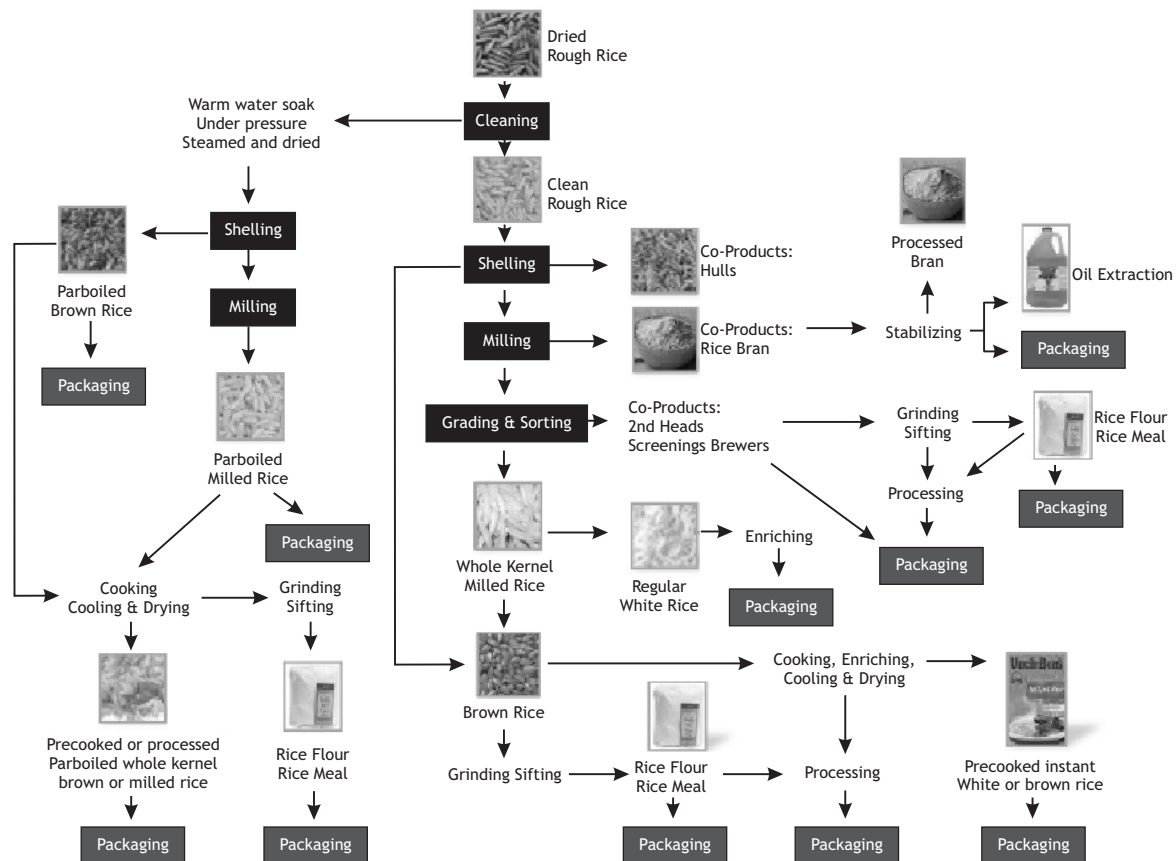 Dried
Rough Rice
Warm water soak
Under pressure
Steamed and dried
Cleaning
Clean
Rough Rice
Shelling
Shelling
Co-Products:
Hulls
Processed
Bran
Oil Extraction
Parboiled
Brown Rice
Milling
Milling
Co-Products:
Rice Bran
Stabilizing
Packaging
Packaging
Grading & Sorting
Co-Products:
2nd Heads
Screenings Brewers
Grinding
Sifting
Rice Flour
Rice Meal
Parboiled
Milled Rice
Processing
Packaging
Packaging
Whole Kernel
Milled Rice
Regular
White Rice
Enriching
Packaging
Packaging
Cooking
Cooling & Drying
Grinding
Sifting
Brown Rice
Cooking, Enriching,
Cooling & Drying
Precooked or processed
Parboiled whole kernel
brown or milled rice
Rice Flour
Rice Meal
Grinding Sifting
Rice Flour
Rice Meal
Processing
Precooked instant
White or brown rice
Packaging
Packaging
Packaging
Packaging
Packaging